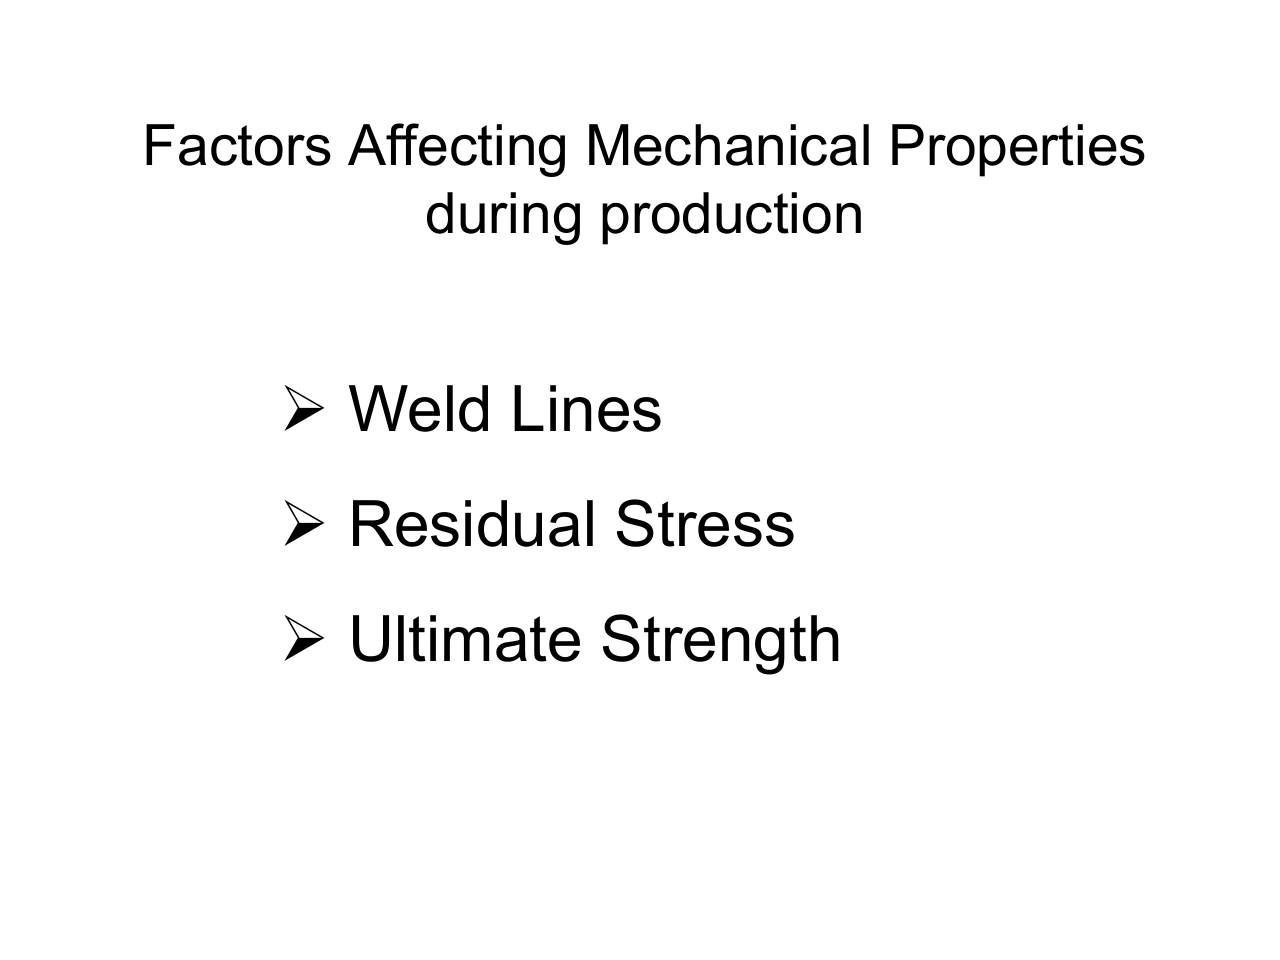 Factors Affecting Mechanical Properties
during production
➢ Weld Lines
➢ Residual Stress
➢ Ultimate Strength